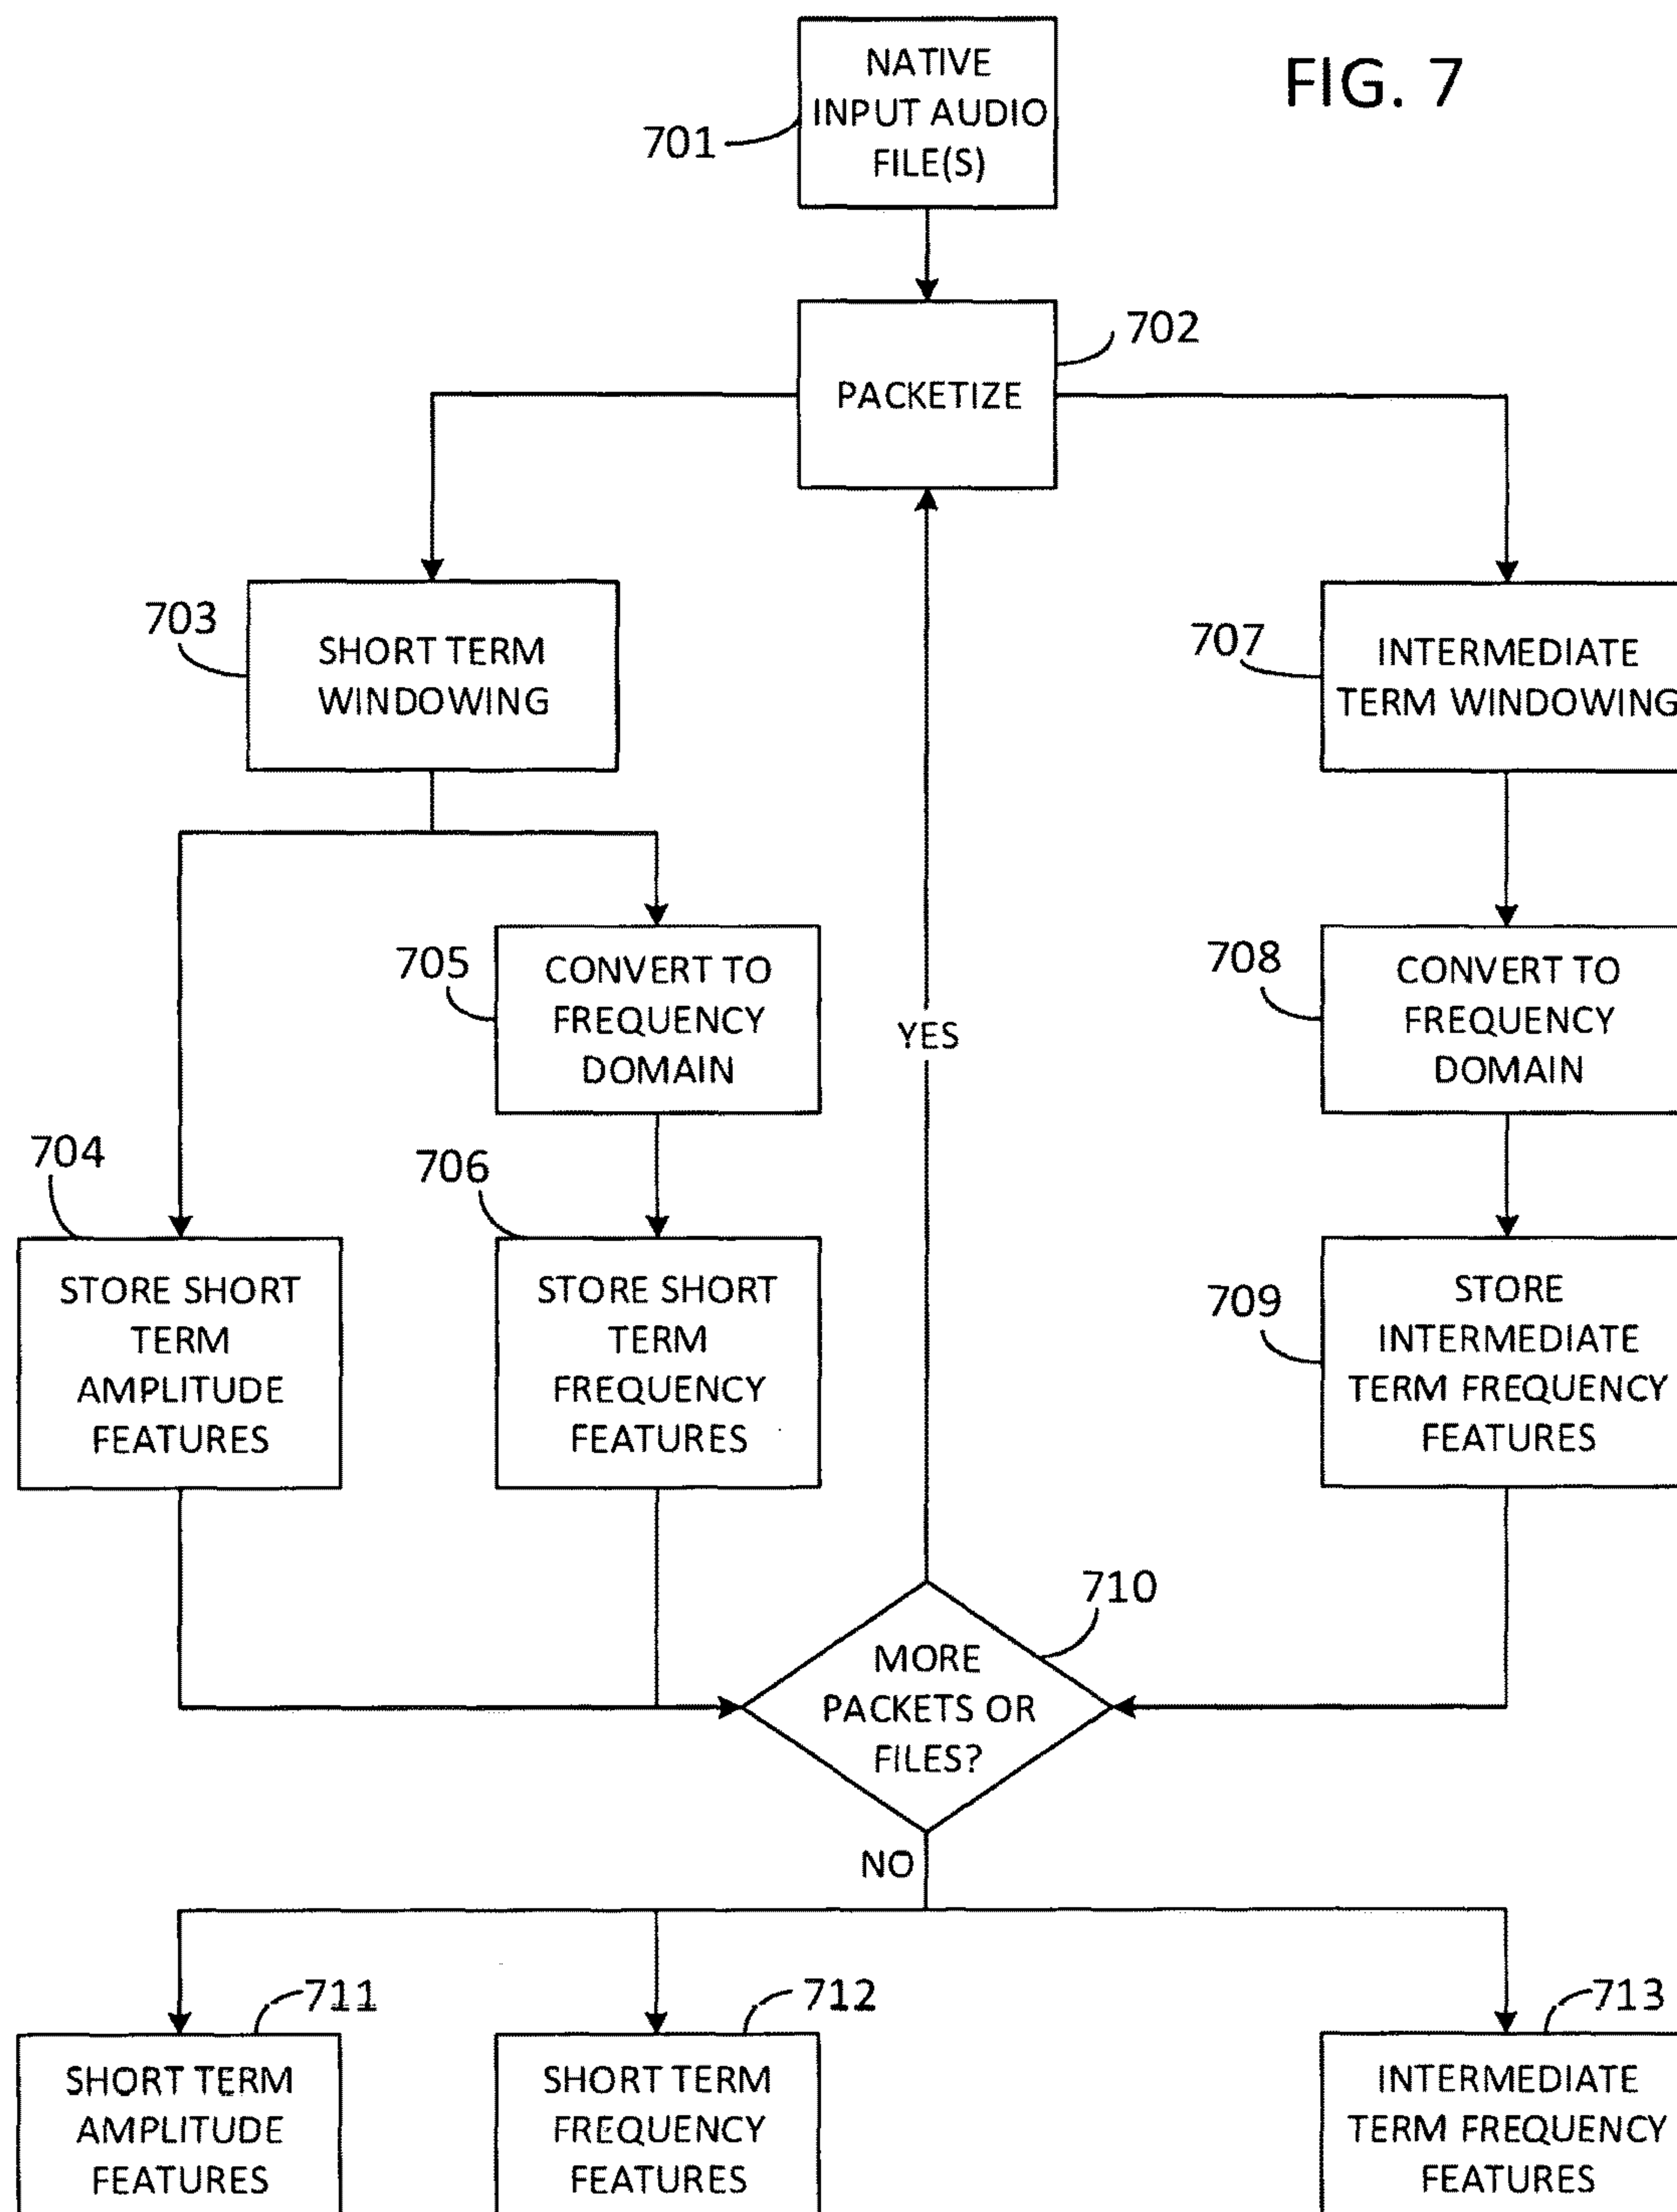 NATIVE
INPUT AUDIO
FILE(S)
FIG. 7
701
702
PACKETIZE
703
SHORT TERM
WINDOWING
707
INTERMEDIATE
TERM WINDOWING
705
CONVERT TO
FREQUENCY
DOMAIN
YES
708
CONVERT TO
FREQUENCY
DOMAIN
704
STORE SHORT
TERM
AMPLITUDE
FEATURES
706
STORE SHORT
TERM
FREQUENCY
FEATURES
709
STORE
INTERMEDIATE
TERM FREQUENCY
FEATURES
710
MORE
PACKETS OR
FILES?
NO
711
SHORT TERM
AMPLITUDE
FEATURES
712
SHORT TERM
FREQUENCY
FEATURES
713
INTERMEDIATE
TERM FREQUENCY
FEATURES